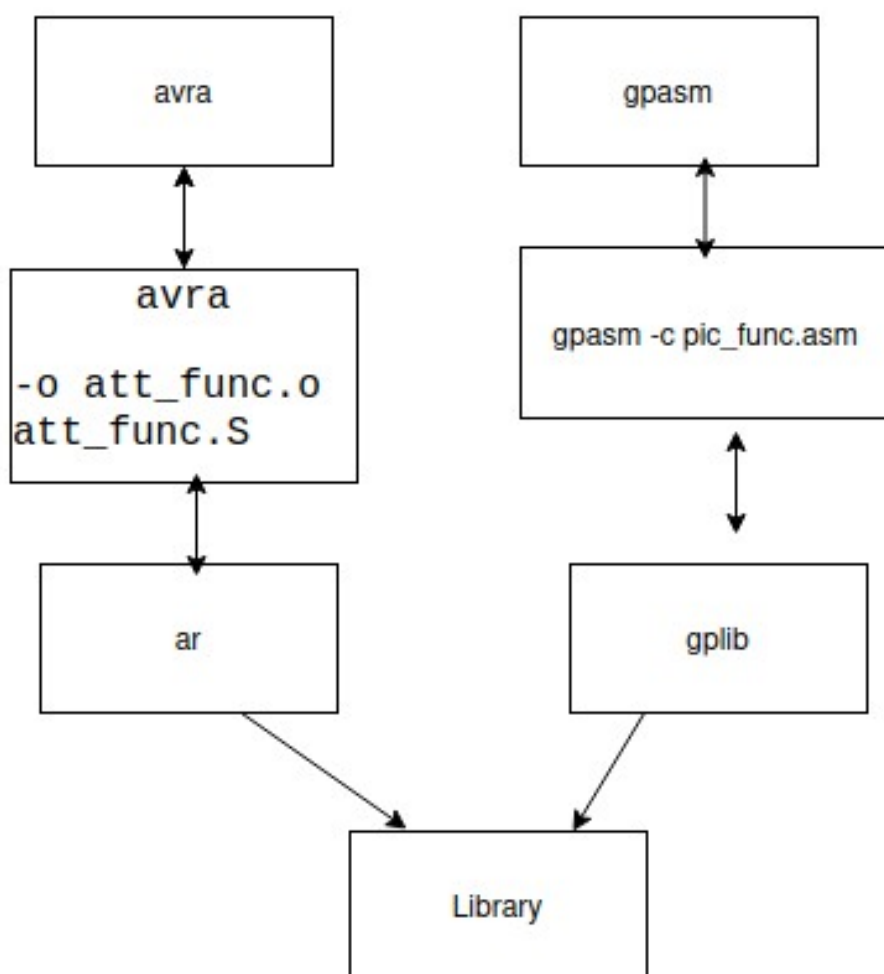 avra
gpasm
avra
-o att_func.o
att_func.S
gpasm -c pic_func.asm
ar
gplib
Library